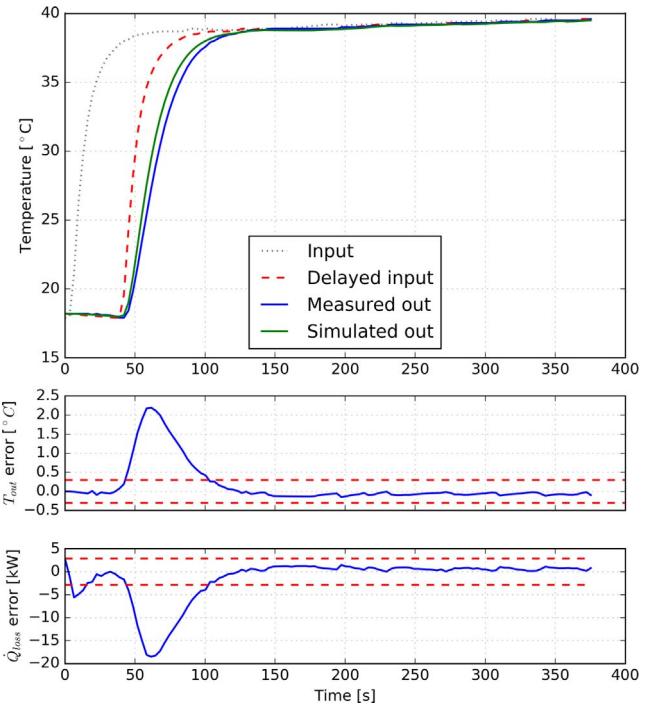 40
35
30
25
20
15
Temperature [°C]
Input
Delayed input
Measured out
Simulated out
0 50 100 150 200 250 300 350 400
2.5
2.0
1.5
1.0
0.5
0.0
−0.5
T_out error [°C]
5
0
−5
−10
−15
−20
Q̇_loss error [kW]
0 50 100 150 200 250 300 350 400
Time [s]